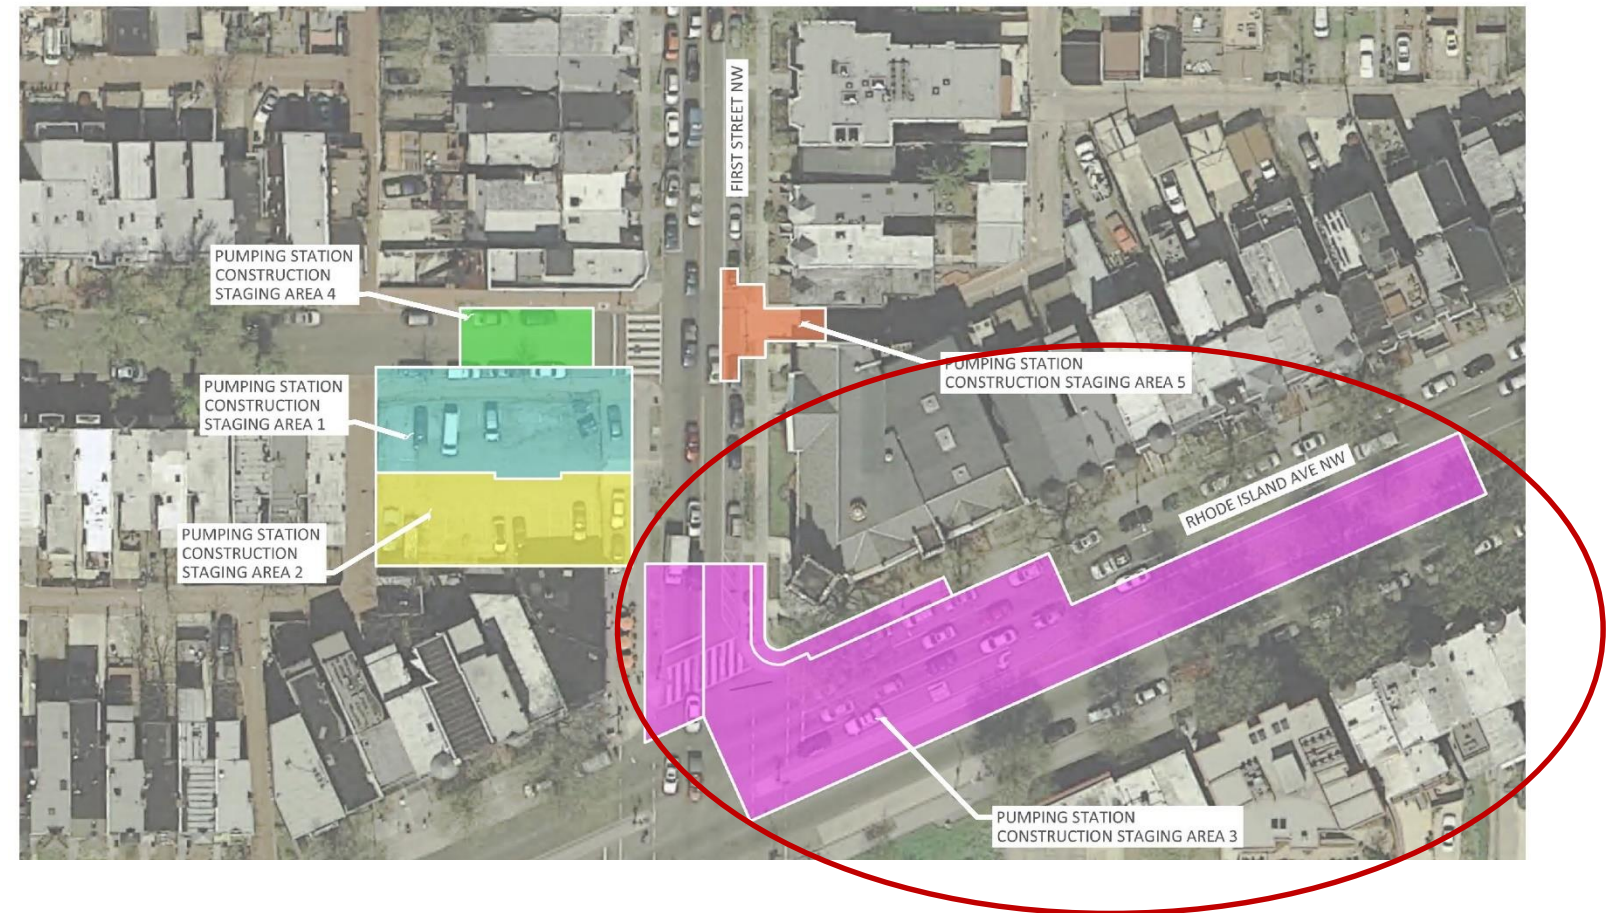 FIRST STREET NW
PUMPING STATION
CONSTRUCTION
STAGING AREA 4
PUMPING STATION
CONSTRUCTION STAGING AREA 5
PUMPING STATION
CONSTRUCTION
STAGING AREA 1
RHODE ISLAND AVE NW
PUMPING STATION
CONSTRUCTION
STAGING AREA 2
PUMPING STATION
CONSTRUCTION STAGING AREA 3